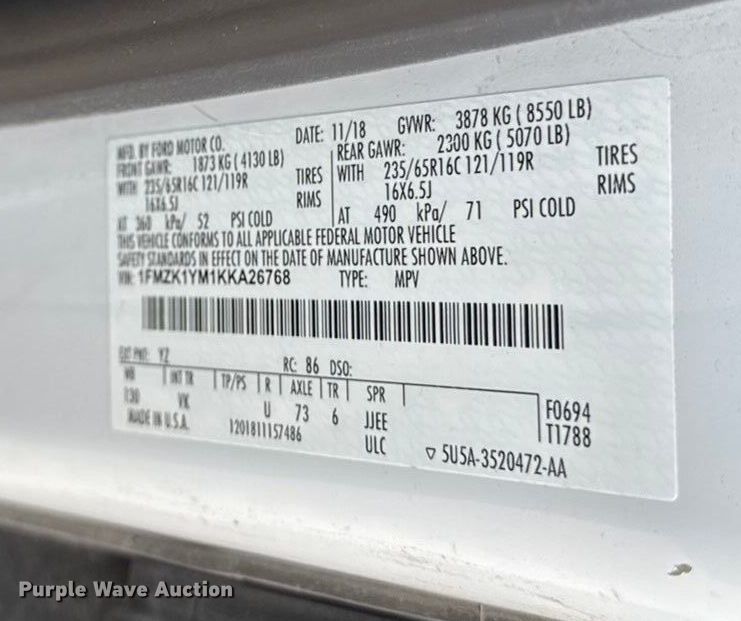 MFD. BY FORD MOTOR CO.
DATE: 11/18 GVWR: 3878 KG ( 8550 LB)
FRONT GAWR: 1873 KG ( 4130 LB) REAR GAWR: 2300 KG ( 5070 LB)
WITH 235/65R16C 121/119R TIRES WITH 235/65R16C 121/119R TIRES
16X6.5J RIMS 16X6.5J RIMS
AT 360 kPa/ 52 PSI COLD AT 490 kPa/ 71 PSI COLD
THIS VEHICLE CONFORMS TO ALL APPLICABLE FEDERAL MOTOR VEHICLE
SAFETY STANDARDS IN EFFECT ON THE DATE OF MANUFACTURE SHOWN ABOVE.
VIN: 1FMZK1YM1KKA26768 TYPE: MPV
EXT PNT: YZ RC: 86 DSO:
WB INT TR TP/PS R AXLE TR SPR
130 VK U 73 6 JJEE F0694
MADE IN U.S.A. 1201811157486 ULC T1788
▽ 5U5A-3520472-AA
Purple Wave Auction